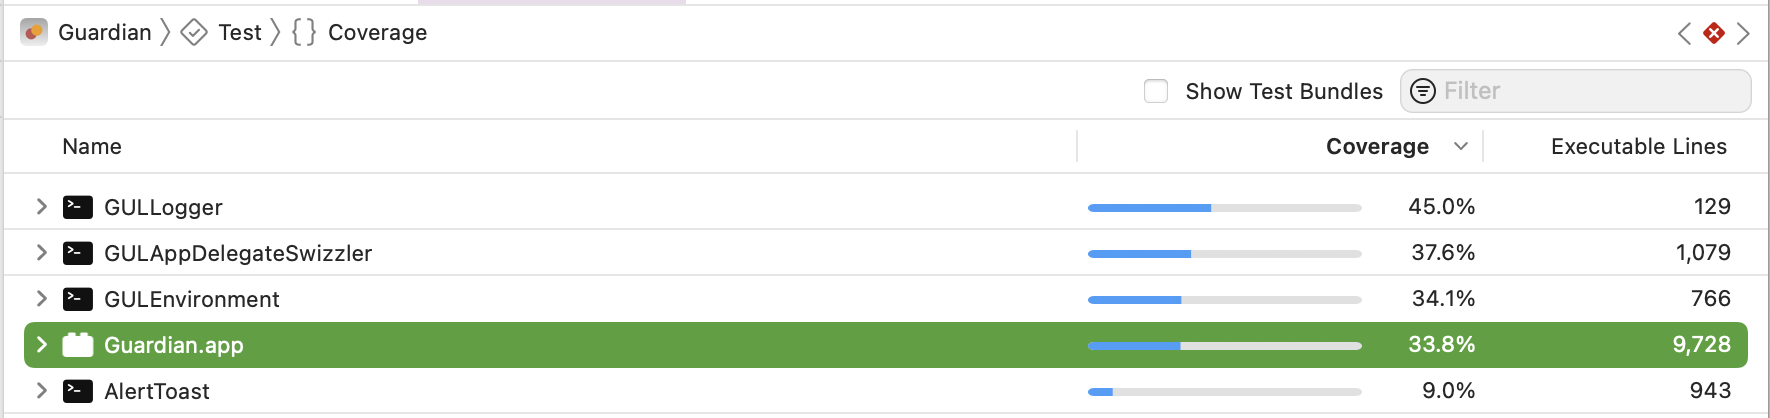 Guardian Test {} Coverage
Show Test Bundles Filter
Name Coverage Executable Lines
GULLogger 45.0% 129
GULAppDelegateSwizzler 37.6% 1,079
GULEnvironment 34.1% 766
Guardian.app 33.8% 9,728
AlertToast 9.0% 943